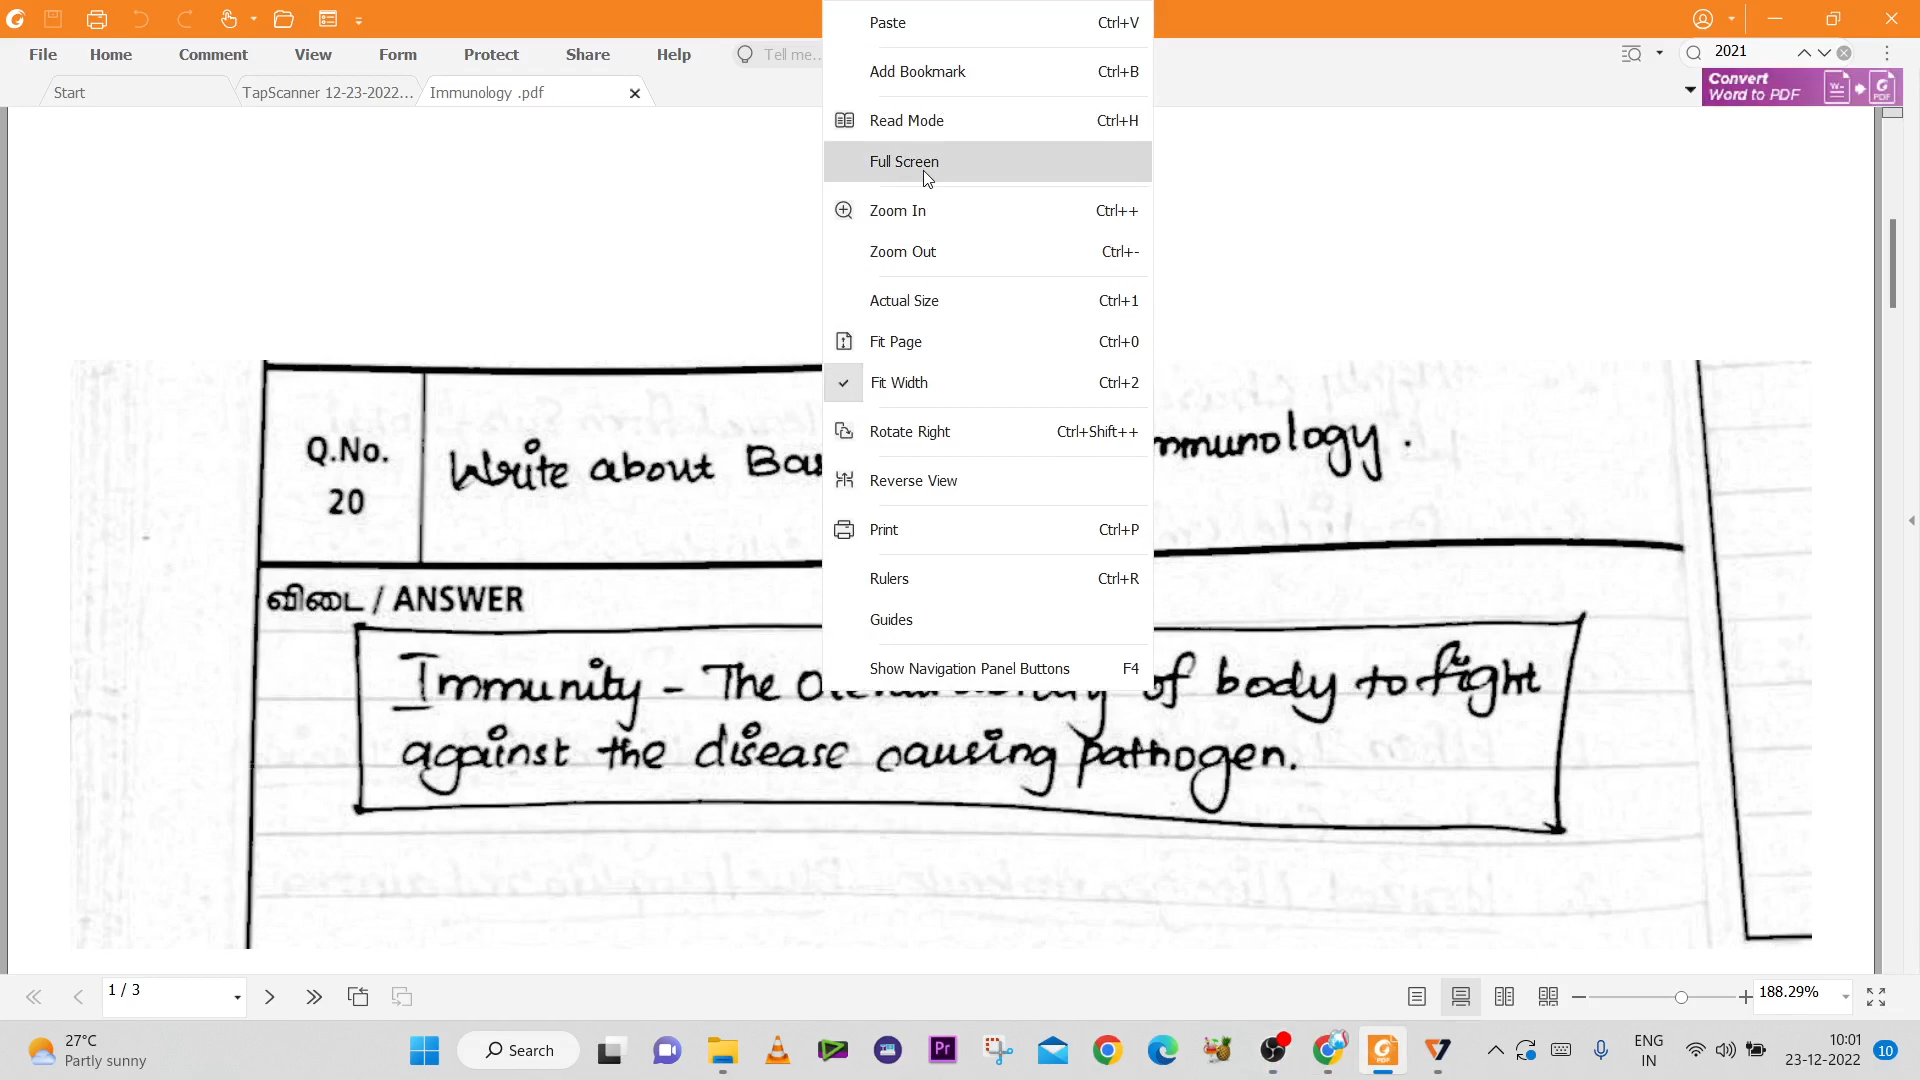 File Home Comment View Form Protect Share Help Tell me... 2021
Start TapScanner 12-23-2022... Immunology .pdf
Convert
Word to PDF
Paste Ctrl+V
Add Bookmark Ctrl+B
Read Mode Ctrl+H
Full Screen
Zoom In Ctrl++
Zoom Out Ctrl+-
Actual Size Ctrl+1
Fit Page Ctrl+0
Fit Width Ctrl+2
Rotate Right Ctrl+Shift++
Reverse View
Print Ctrl+P
Rulers Ctrl+R
Guides
Show Navigation Panel Buttons F4
Q.No.
20
Write about Bas mmunology.
விடை / ANSWER
Immunity - The of body to fight
against the disease causing pathogen.
1 / 3 188.29%
27°C
Partly sunny
Search
Pr
ENG
IN
10:01
23-12-2022
10